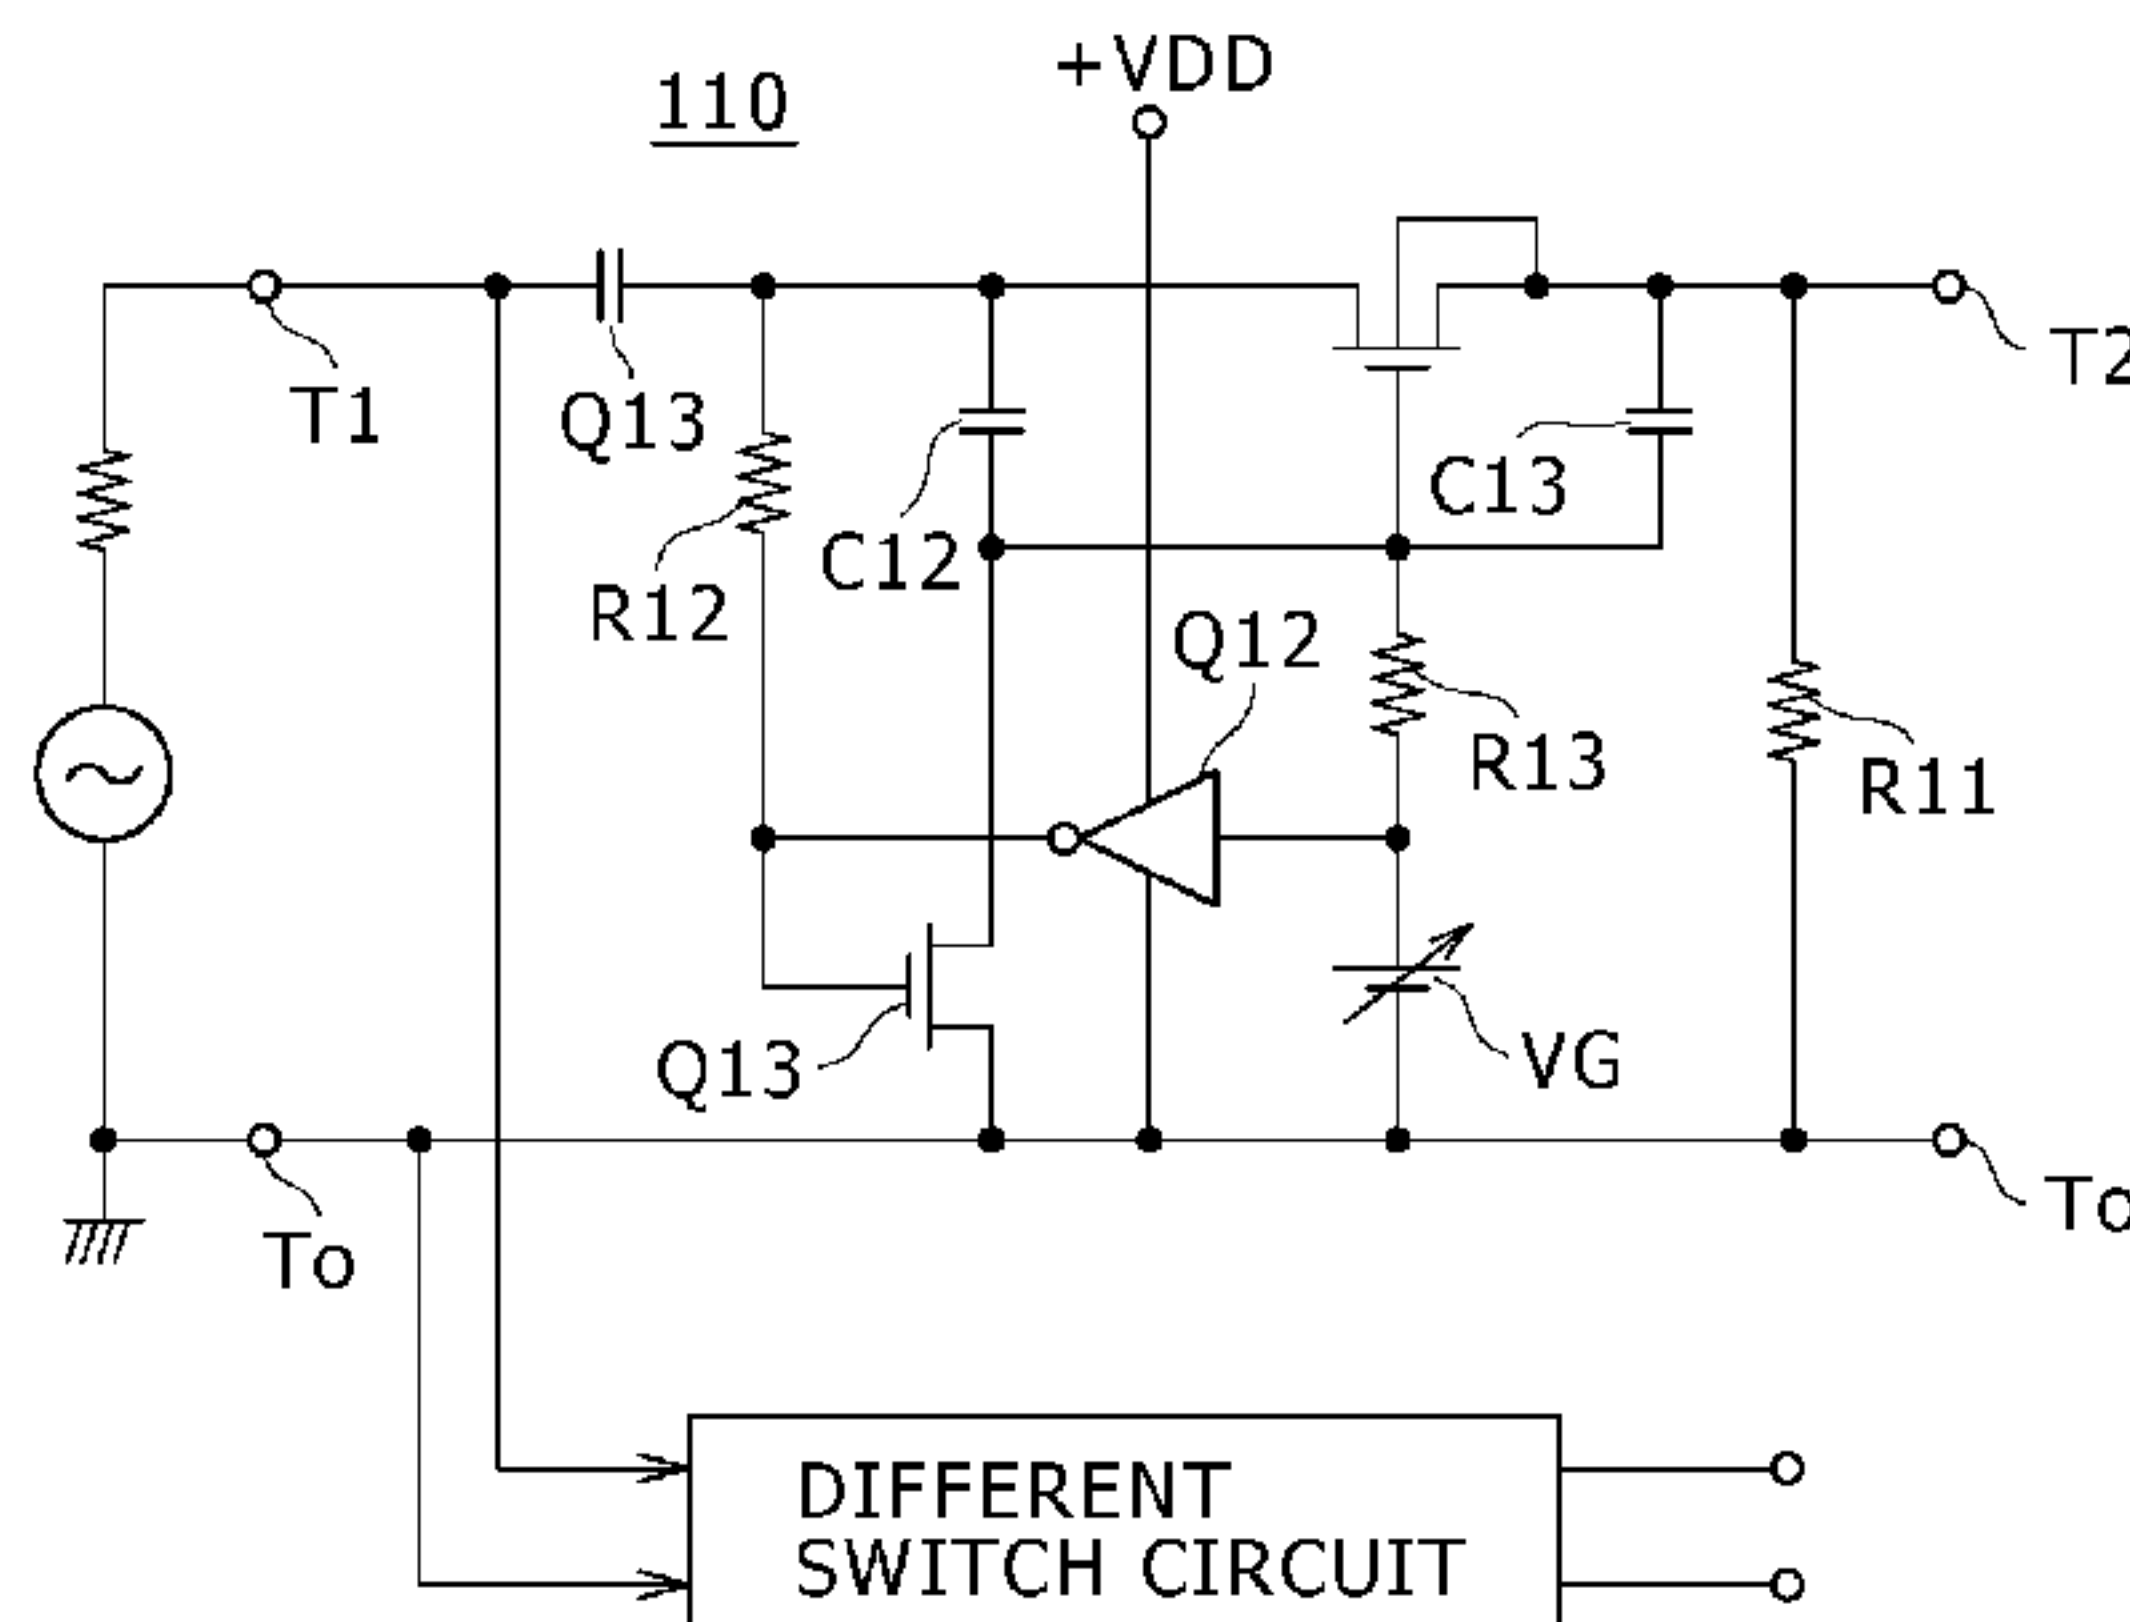 +VDD
110
T1
Q13
T2
C13
C12
R12
Q12
R13
R11
Q13
VG
To
To
DIFFERENT
SWITCH CIRCUIT